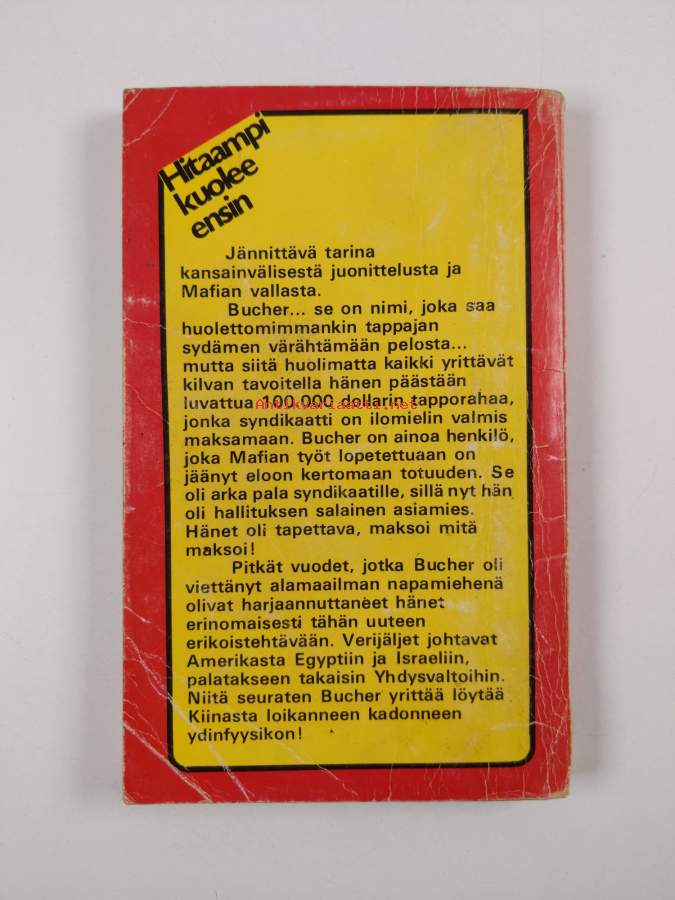 Hitaampi
kuolee
ensin
Jännittävä tarina
kansainvälisestä juonittelusta ja
Mafian vallasta.
Bucher... se on nimi, joka saa
huolettomimmankin tappajan
sydämen värähtämään pelosta...
mutta siitä huolimatta kaikki yrittävät
kilvan tavoitella hänen päästään
luvattua 100.000 dollarin tapporahaa,
Antikvariaatti.net
jonka syndikaatti on ilomielin valmis
maksamaan. Bucher on ainoa henkilö,
joka Mafian työt lopetettuaan on
jäänyt eloon kertomaan totuuden. Se
oli arka pala syndikaatille, sillä nyt hän
oli hallituksen salainen asiamies.
Hänet oli tapettava, maksoi mitä
maksoi!
Pitkät vuodet, jotka Bucher oli
viettänyt alamaailman napamiehenä
olivat harjaannuttaneet hänet
erinomaisesti tähän uuteen
erikoistehtävään. Verijäljet johtavat
Amerikasta Egyptiin ja Israeliin,
palatakseen takaisin Yhdysvaltoihin.
Niitä seuraten Bucher yrittää löytää
Kiinasta loikanneen kadonneen
ydinfyysikon!